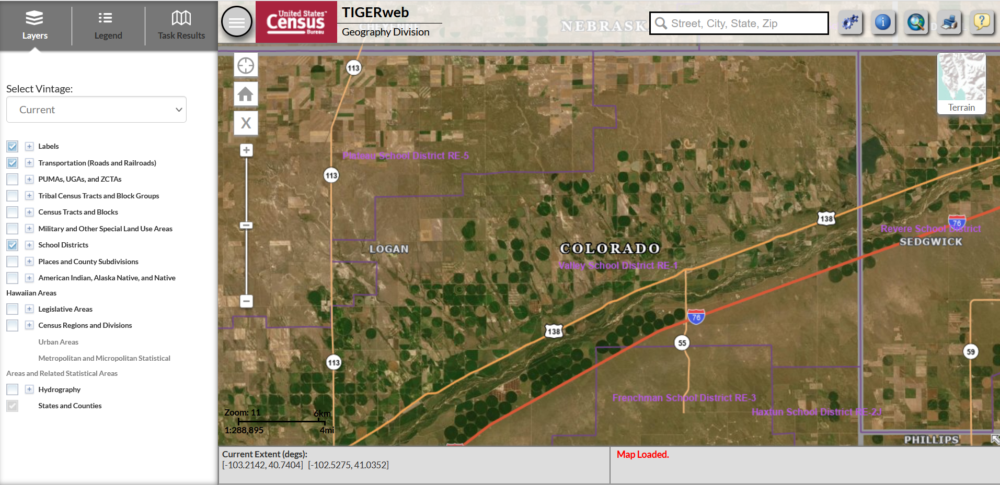 Layers
Legend
Task Results
United States™
Census
Bureau
TIGERweb
Geography Division
CHEYENNE
NEBRASK
Street, City, State, Zip
Select Vintage:
Current
Labels
Transportation (Roads and Railroads)
PUMAs, UGAs, and ZCTAs
Tribal Census Tracts and Block Groups
Census Tracts and Blocks
Military and Other Special Land Use Areas
School Districts
Places and County Subdivisions
American Indian, Alaska Native, and Native
Hawaiian Areas
Legislative Areas
Census Regions and Divisions
Urban Areas
Metropolitan and Micropolitan Statistical
Areas and Related Statistical Areas
Hydrography
States and Counties
X
Terrain
113
Plateau School District RE-5
113
138
76
Revere School District
SEDGWICK
LOGAN
COLORADO
Valley School District RE-1
76
138
55
59
113
Frenchman School District RE-3
Haxtun School District RE-2J
PHILLIPS
Zoom: 11
6km
1:288,895
4mi
Current Extent (degs):
[-103.2142, 40.7404] [-102.5275, 41.0352]
Map Loaded.